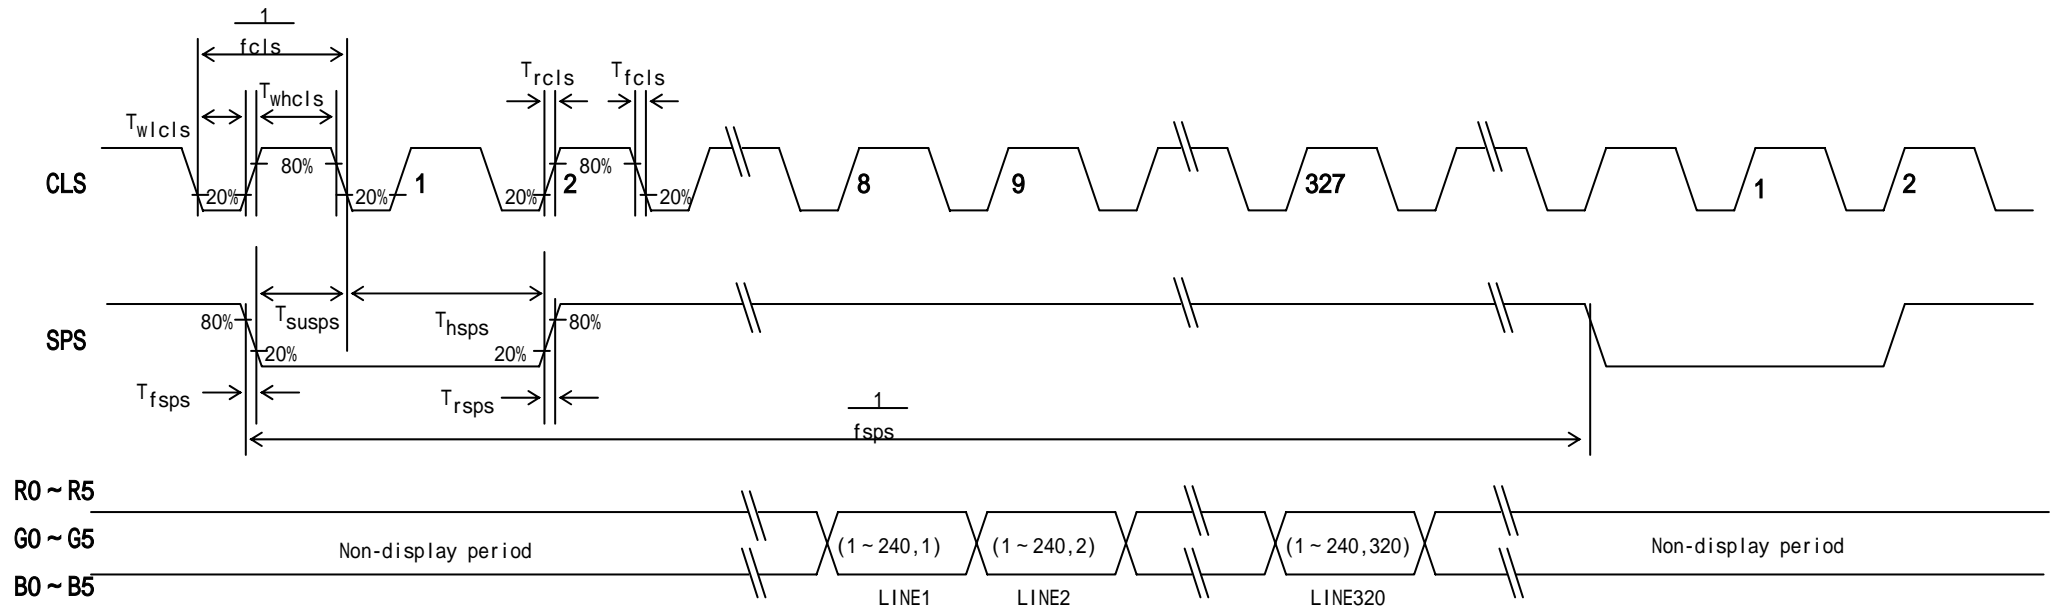 1
fcls
Twhcls
Twlcls
Trcls
Tfcls
CLS
20%
80%
20%
1
20%
2
80%
20%
8
9
327
1
2
SPS
80%
20%
Tsusps
Thsps
20%
80%
Tfsps
Trsps
1
fsps
R0 ~ R5
G0 ~ G5
B0 ~ B5
Non-display period
(1 ~ 240,1)
(1 ~ 240,2)
(1 ~ 240,320)
Non-display period
LINE1
LINE2
LINE320